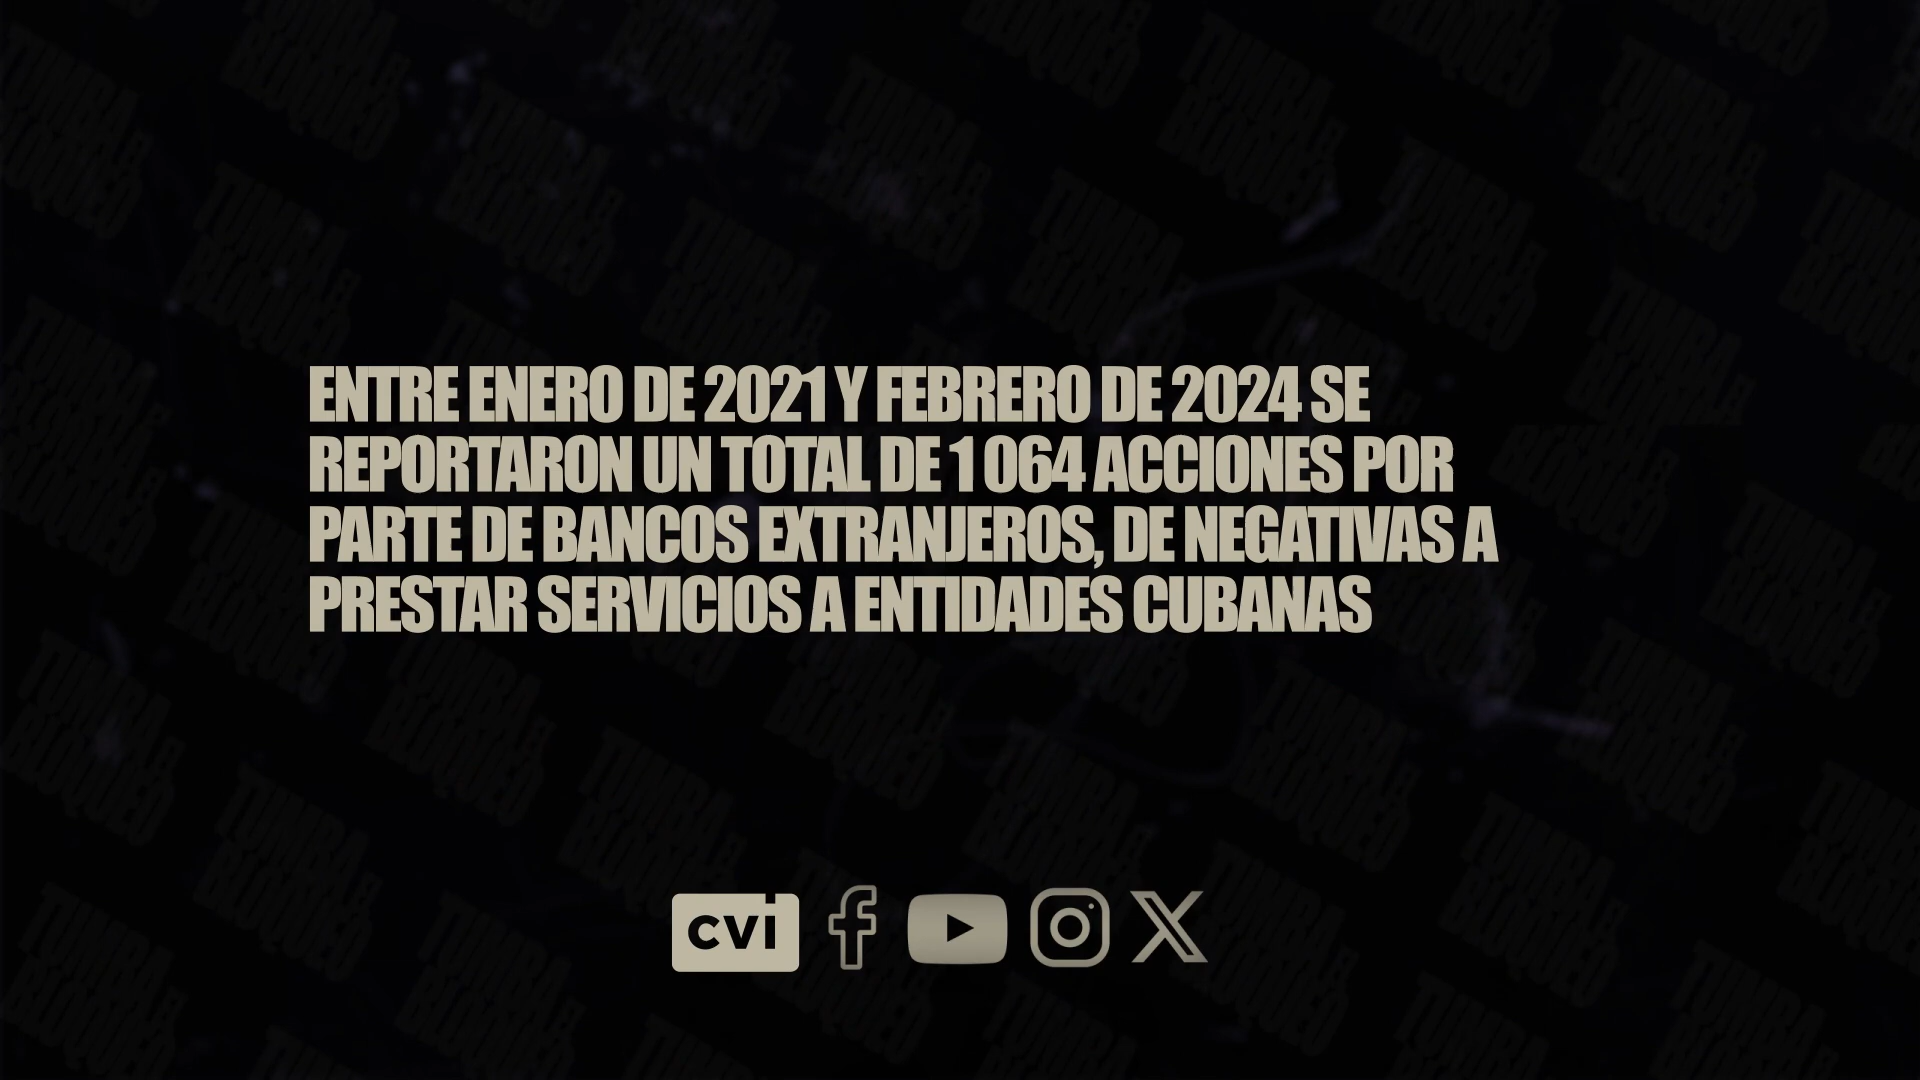 ENTRE ENERO DE 2021 Y FEBRERO DE 2024 SE
REPORTARON UN TOTAL DE 1 064 ACCIONES POR
PARTE DE BANCOS EXTRANJEROS, DE NEGATIVAS A
PRESTAR SERVICIOS A ENTIDADES CUBANAS
cvi